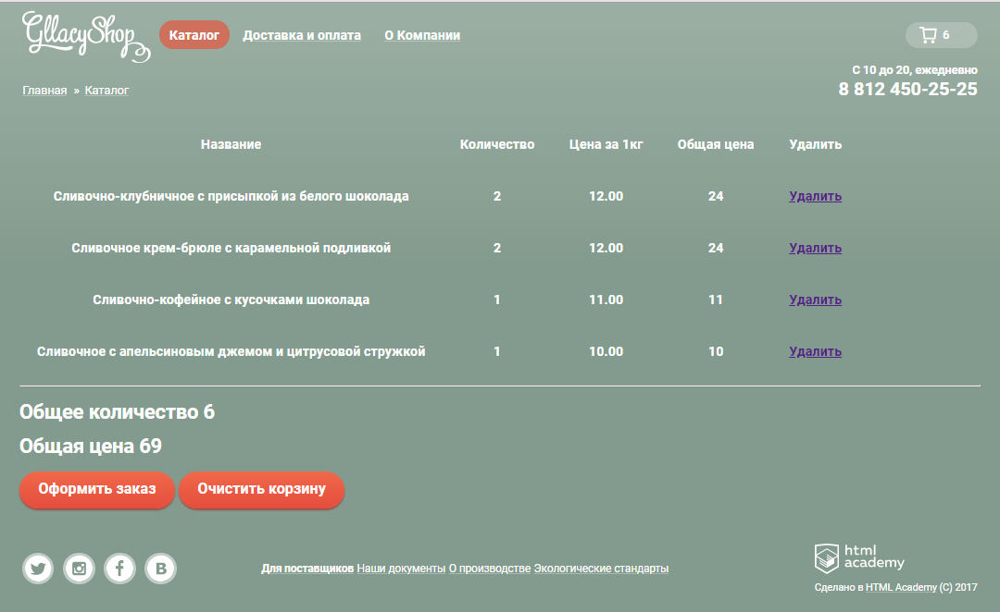 GllacyShop Каталог Доставка и оплата О Компании 6
С 10 до 20, ежедневно
Главная » Каталог 8 812 450-25-25
Название Количество Цена за 1кг Общая цена Удалить
Сливочно-клубничное с присыпкой из белого шоколада 2 12.00 24 Удалить
Сливочное крем-брюле с карамельной подливкой 2 12.00 24 Удалить
Сливочно-кофейное с кусочками шоколада 1 11.00 11 Удалить
Сливочное с апельсиновым джемом и цитрусовой стружкой 1 10.00 10 Удалить
Общее количество 6
Общая цена 69
Оформить заказ Очистить корзину
f B Для поставщиков Наши документы О производстве Экологические стандарты
html
academy
Сделано в HTML Academy (C) 2017